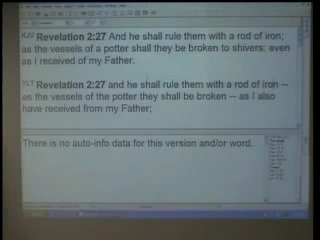 KJV Revelation 2:27 And he shall rule them with a rod of iron;
as the vessels of a potter shall they be broken to shivers: even
as I received of my Father.
YLT Revelation 2:27 and he shall rule them with a rod of iron --
as the vessels of the potter they shall be broken -- as I also
have received from my Father;
There is no auto-info data for this version and/or word.